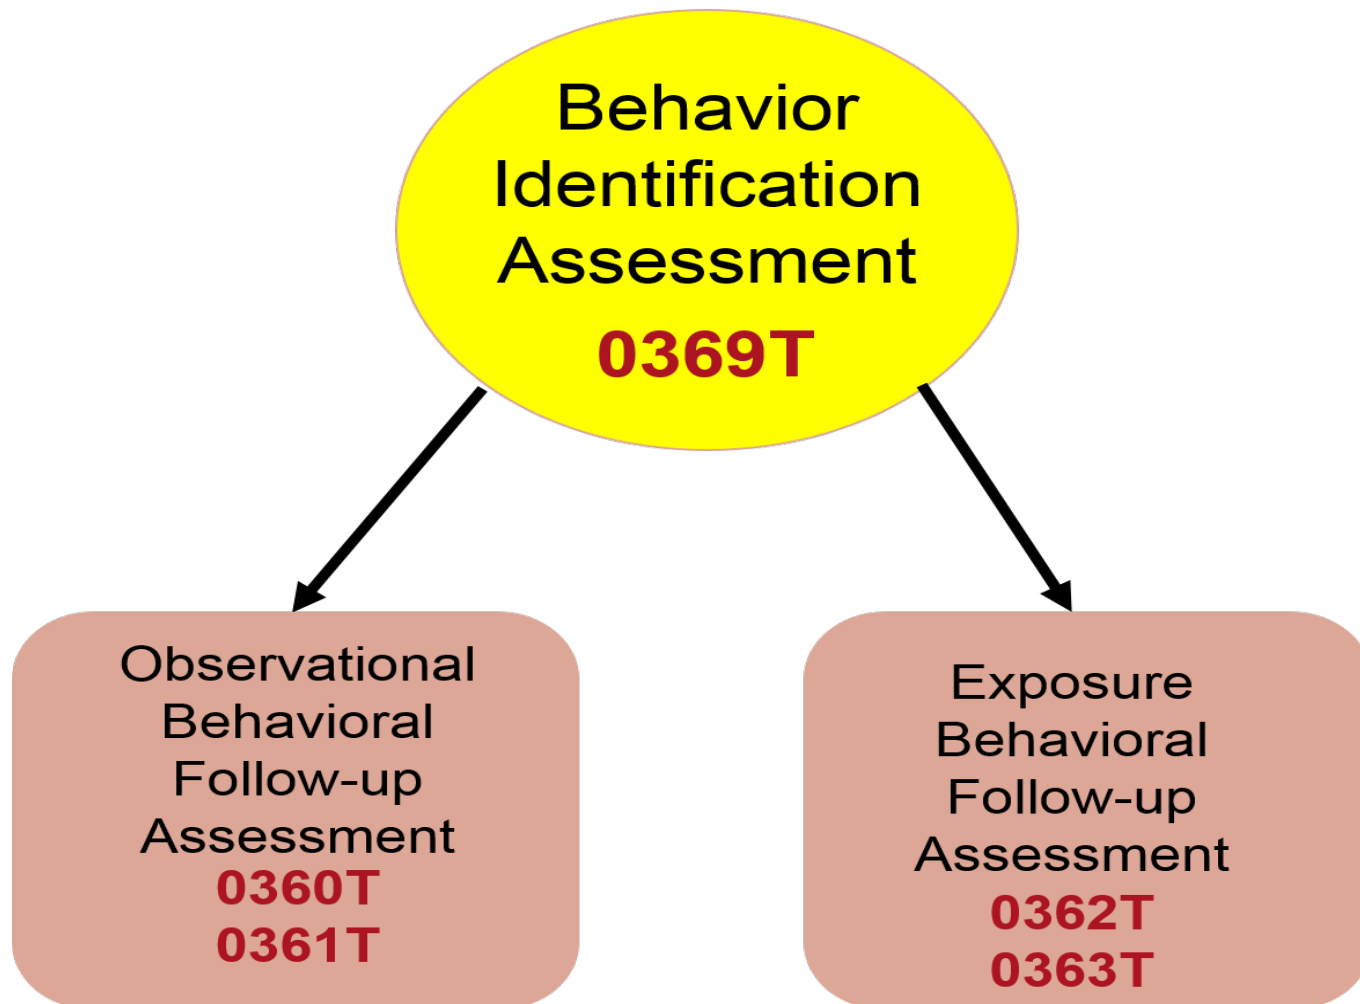 Behavior
Identification
Assessment
0369T
Observational
Behavioral
Follow-up
Assessment
0360T
0361T
Exposure
Behavioral
Follow-up
Assessment
0362T
0363T